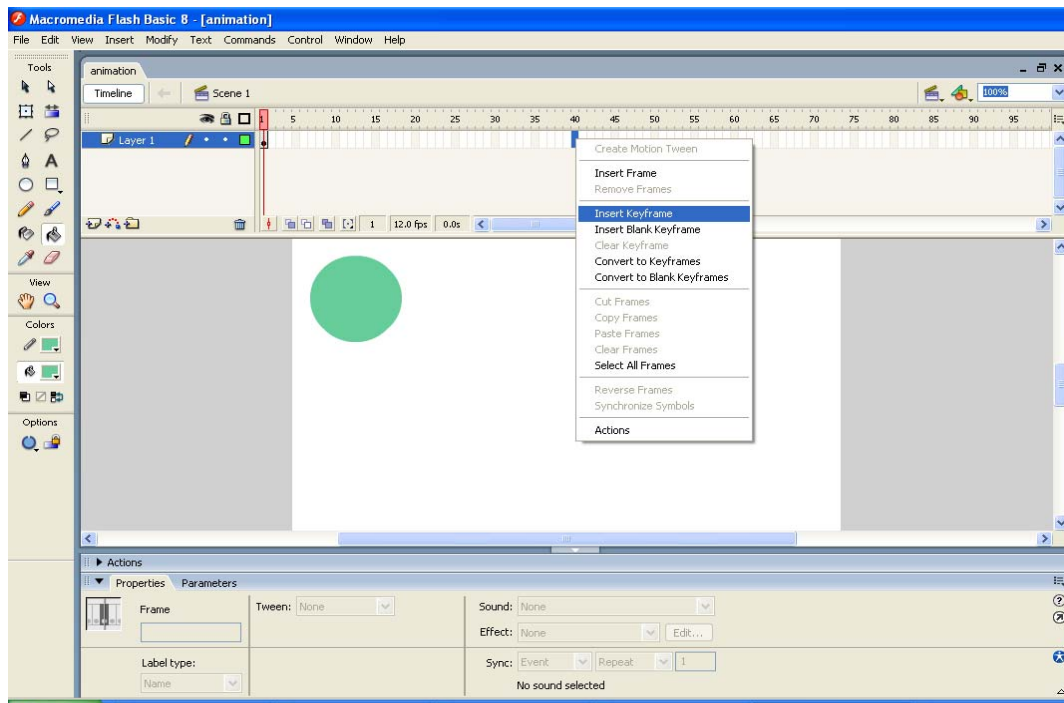 Macromedia Flash Basic 8 - [animation]
File Edit View Insert Modify Text Commands Control Window Help
Tools
animation
Timeline Scene 1 100%
1 5 10 15 20 25 30 35 40 45 50 55 60 65 70 75 80 85 90 95
Layer 1
1 12.0 fps 0.0s
Create Motion Tween
Insert Frame
Remove Frames
Insert Keyframe
Insert Blank Keyframe
Clear Keyframe
Convert to Keyframes
Convert to Blank Keyframes
Cut Frames
Copy Frames
Paste Frames
Clear Frames
Select All Frames
Reverse Frames
Synchronize Symbols
Actions
View
Colors
Options
Actions
Properties Parameters
Frame Tween: None Sound: None
Effect: None Edit...
Label type: Sync: Event Repeat 1
Name No sound selected